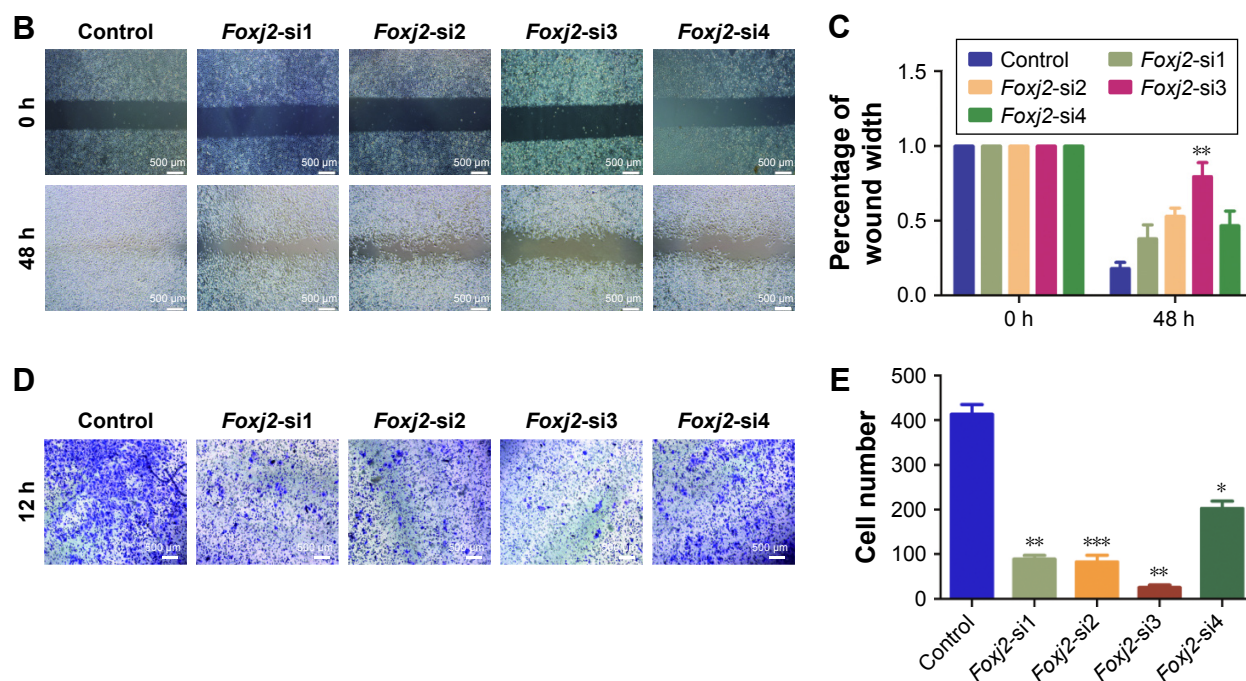 B
Control Foxj2-si1 Foxj2-si2 Foxj2-si3 Foxj2-si4
0 h
500 µm 500 µm 500 µm 500 µm 500 µm
48 h
500 µm 500 µm 500 µm 500 µm 500 µm
C
Control Foxj2-si1
Foxj2-si2 Foxj2-si3
Foxj2-si4
Percentage of
wound width
1.5
1.0
0.5
0.0
**
0 h 48 h
D
Control Foxj2-si1 Foxj2-si2 Foxj2-si3 Foxj2-si4
12 h
500 µm 500 µm 500 µm 500 µm 500 µm
E
Cell number
500
400
300
200
100
0
** *** ** *
Control Foxj2-si1 Foxj2-si2 Foxj2-si3 Foxj2-si4